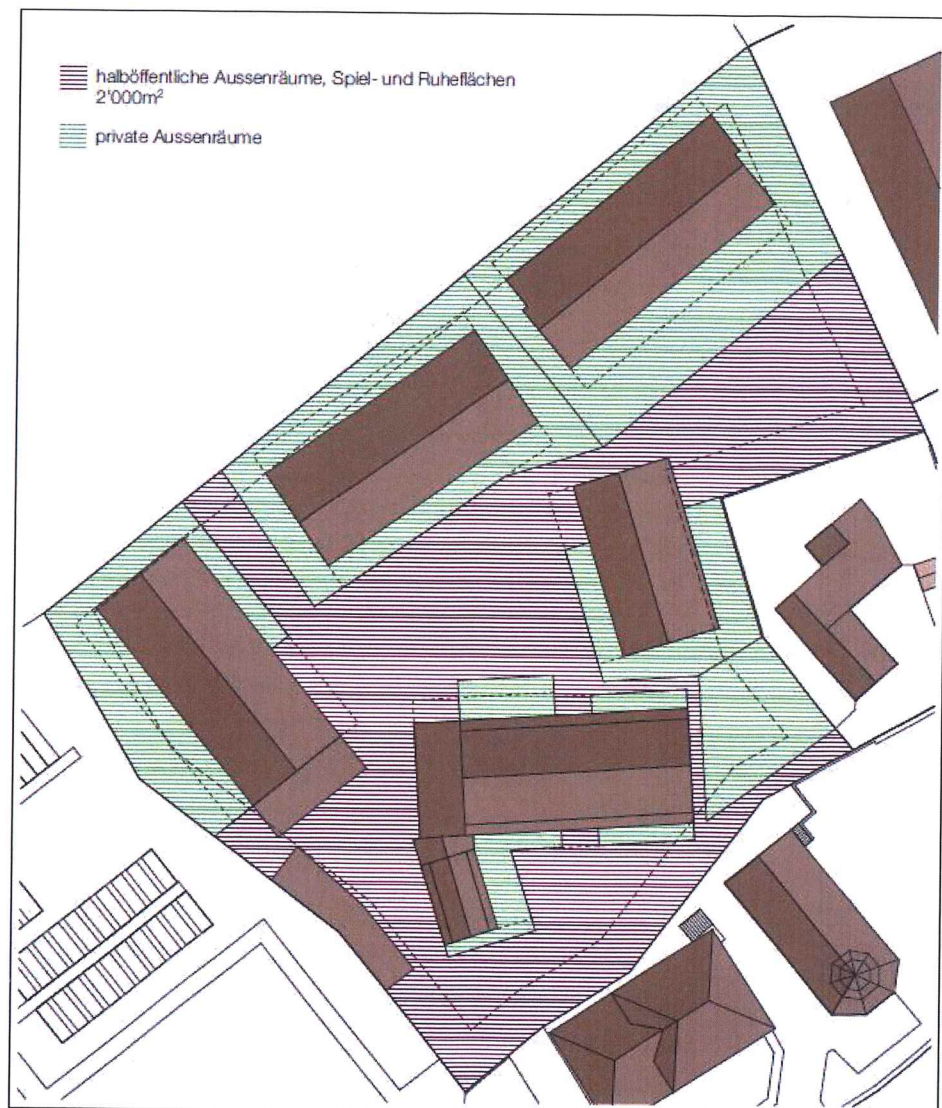 halböffentliche Aussenräume, Spiel- und Ruheflächen
2'000m²
private Aussenräume